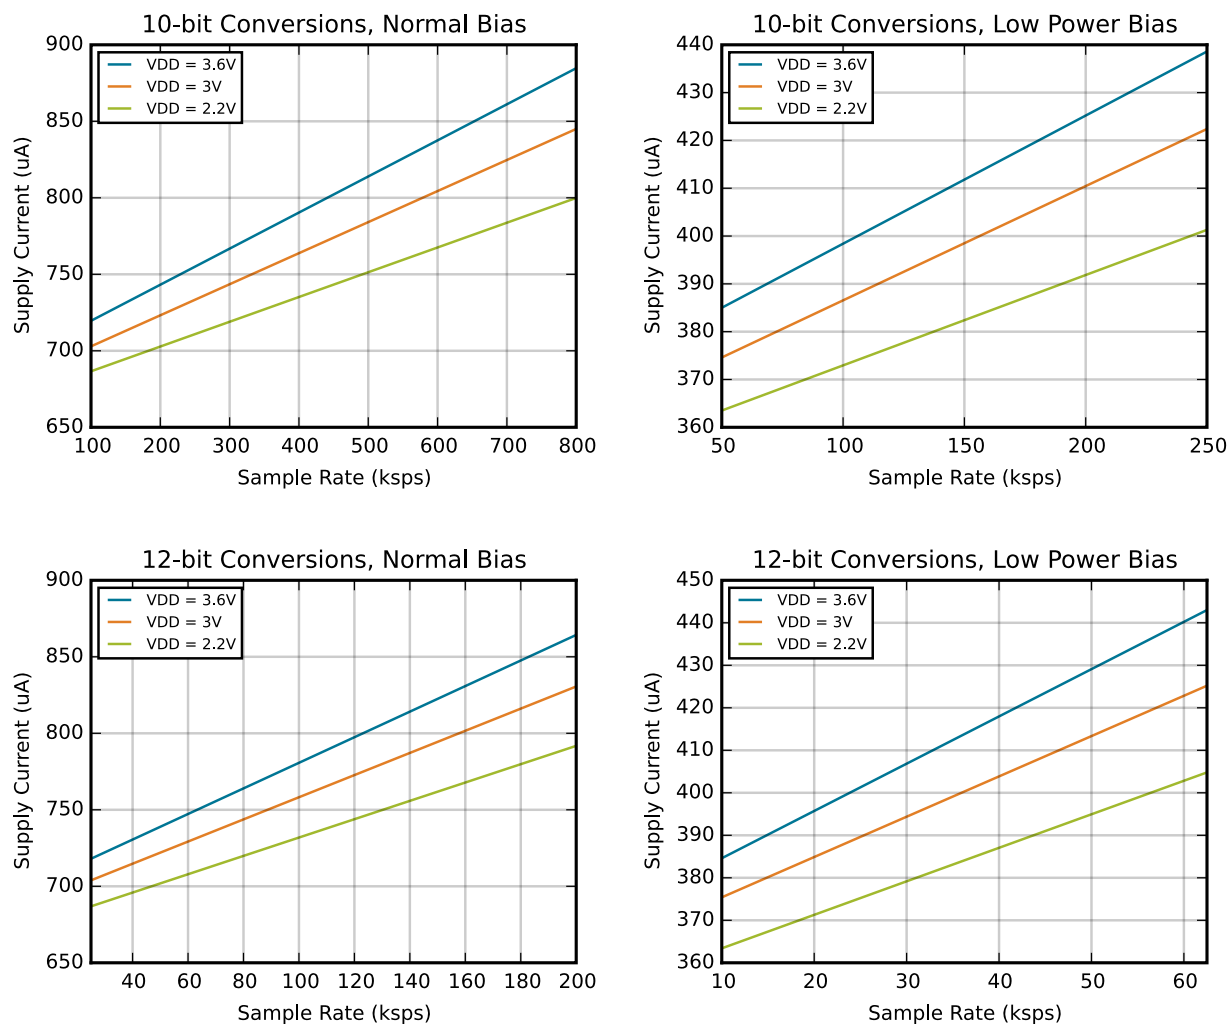 10-bit Conversions, Normal Bias
900
850
800
750
700
650
Supply Current (uA)
VDD = 3.6V
VDD = 3V
VDD = 2.2V
100 200 300 400 500 600 700 800
Sample Rate (ksps)
10-bit Conversions, Low Power Bias
440
430
420
410
400
390
380
370
360
Supply Current (uA)
VDD = 3.6V
VDD = 3V
VDD = 2.2V
50 100 150 200 250
Sample Rate (ksps)
12-bit Conversions, Normal Bias
900
850
800
750
700
650
Supply Current (uA)
VDD = 3.6V
VDD = 3V
VDD = 2.2V
40 60 80 100 120 140 160 180 200
Sample Rate (ksps)
12-bit Conversions, Low Power Bias
450
440
430
420
410
400
390
380
370
360
Supply Current (uA)
VDD = 3.6V
VDD = 3V
VDD = 2.2V
10 20 30 40 50 60
Sample Rate (ksps)